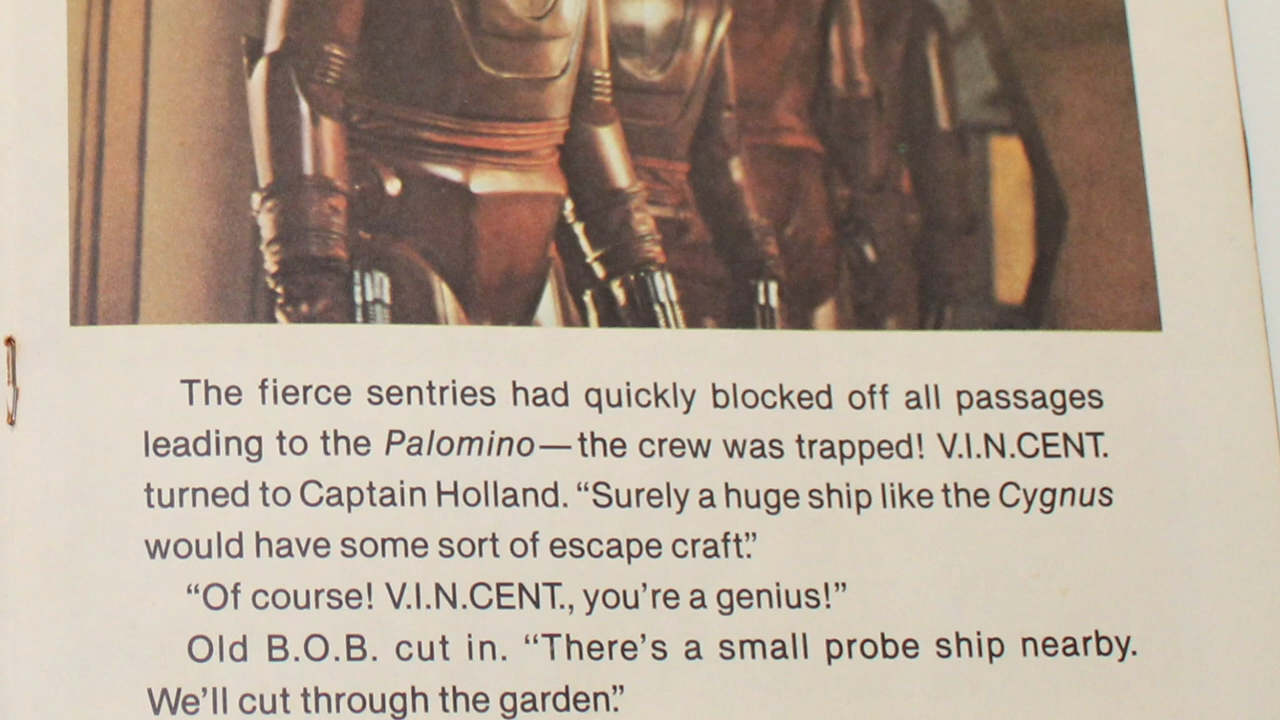 The fierce sentries had quickly blocked off all passages
leading to the Palomino—the crew was trapped! V.I.N.CENT.
turned to Captain Holland. “Surely a huge ship like the Cygnus
would have some sort of escape craft.”
“Of course! V.I.N.CENT., you’re a genius!”
Old B.O.B. cut in. “There’s a small probe ship nearby.
We’ll cut through the garden.”